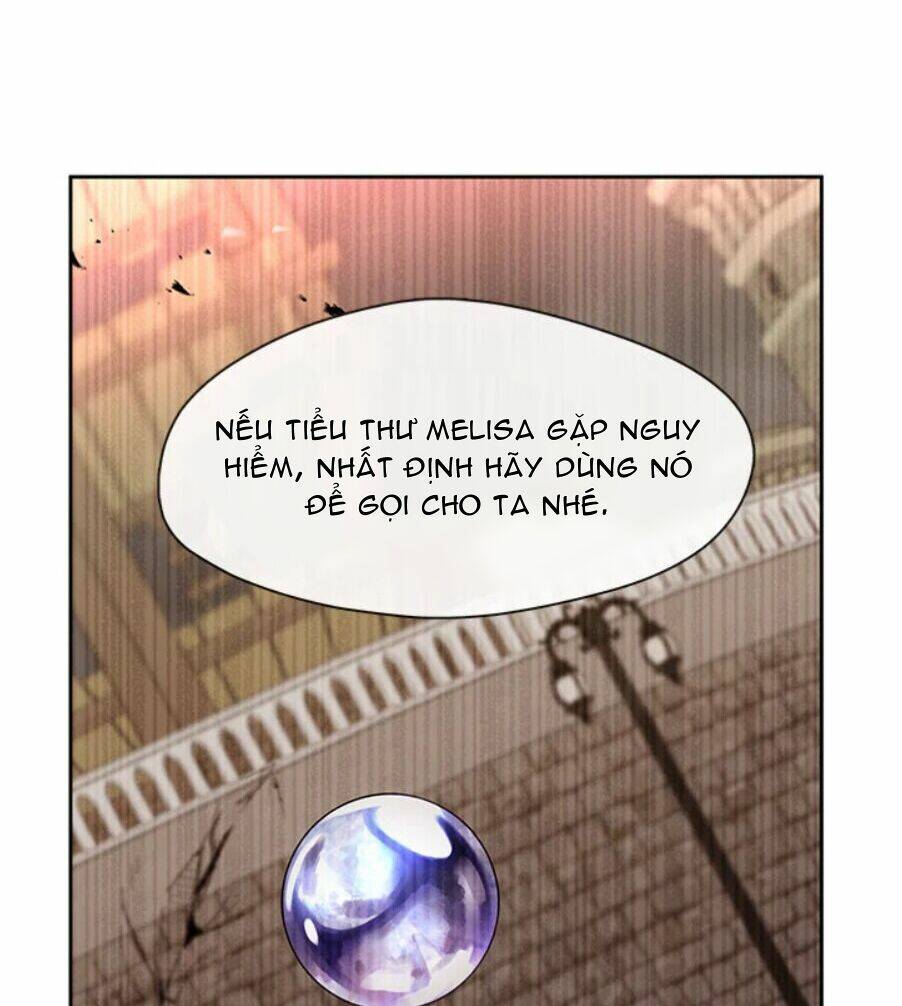 NẾU TIỂU THƯ MELISA GẶP NGUY
HIỂM, NHẤT ĐỊNH HÃY DÙNG NÓ
ĐỂ GỌI CHO TA NHÉ.